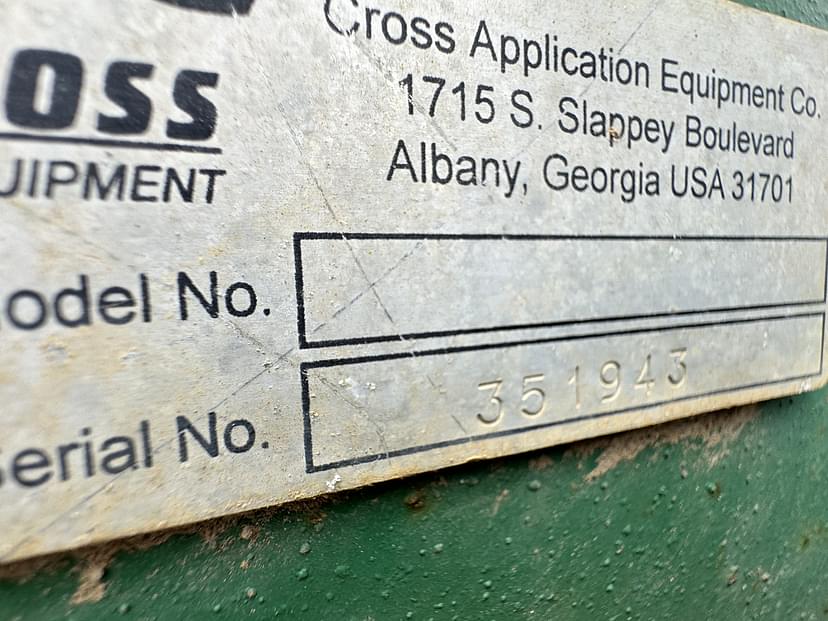 OSS
UIPMENT
Cross Application Equipment Co.
1715 S. Slappey Boulevard
Albany, Georgia USA 31701
odel No.
erial No.
351943